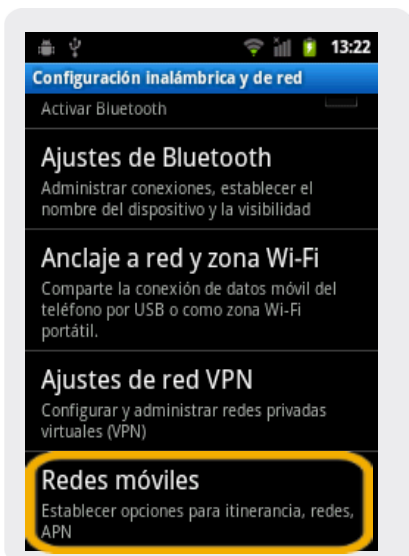 13:22
Configuración inalámbrica y de red
Activar Bluetooth
Ajustes de Bluetooth
Administrar conexiones, establecer el
nombre del dispositivo y la visibilidad
Anclaje a red y zona Wi-Fi
Comparte la conexión de datos móvil del
teléfono por USB o como zona Wi-Fi
portátil.
Ajustes de red VPN
Configurar y administrar redes privadas
virtuales (VPN)
Redes móviles
Establecer opciones para itinerancia, redes,
APN